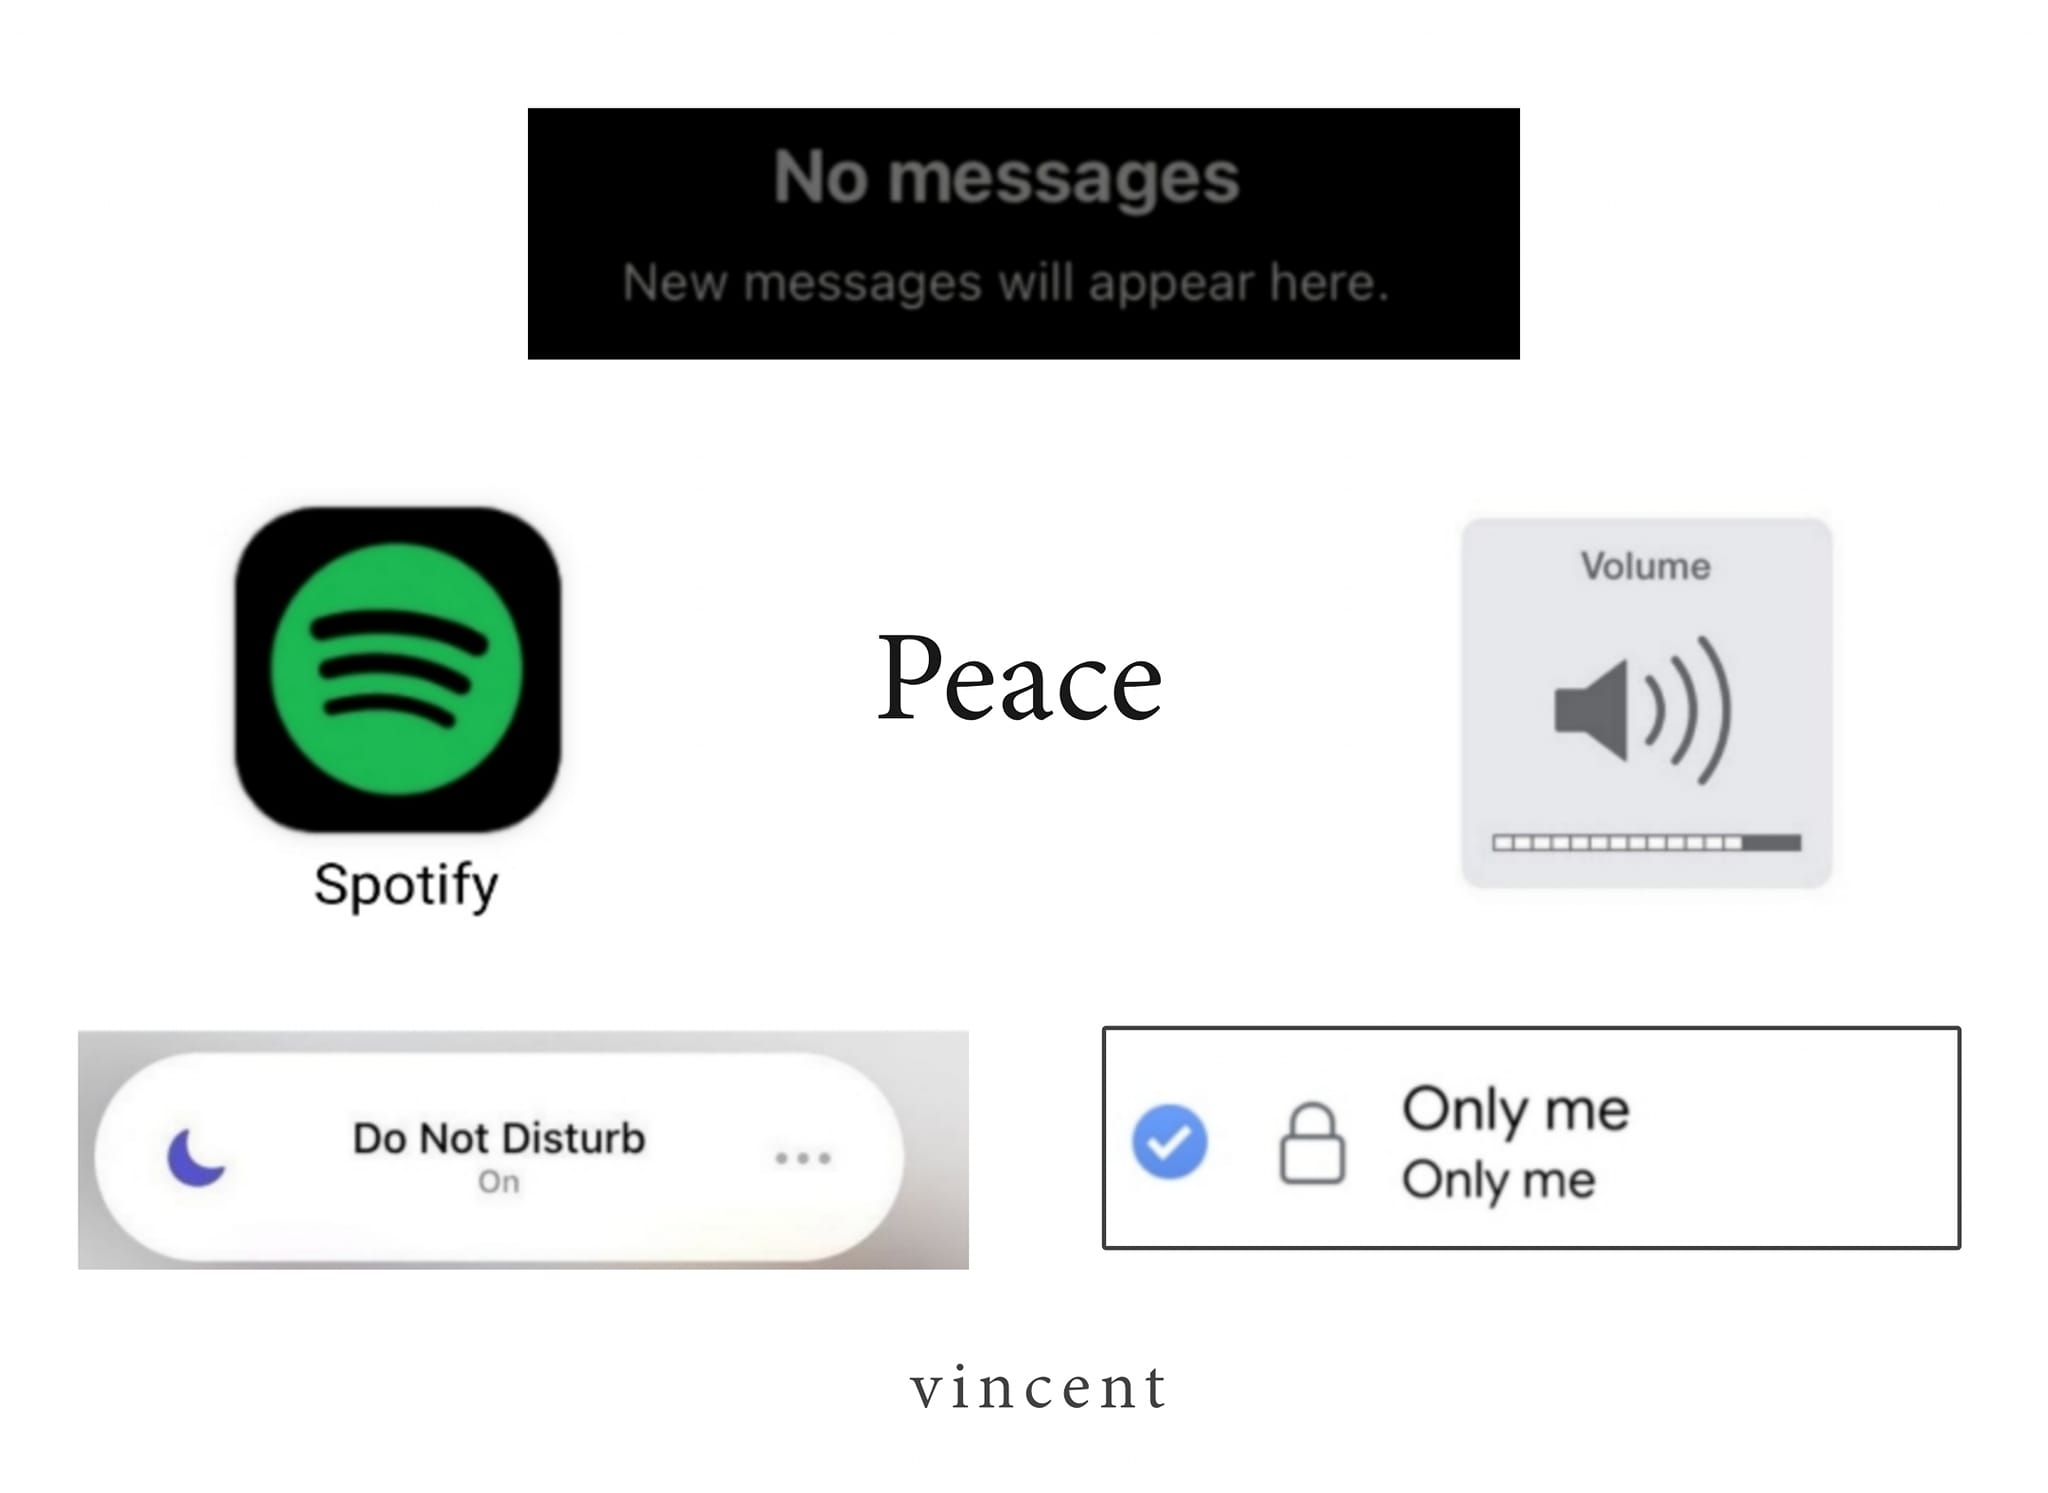 No messages
New messages will appear here.
Spotify
Peace
Volume
Do Not Disturb
On
Only me
Only me
vincent